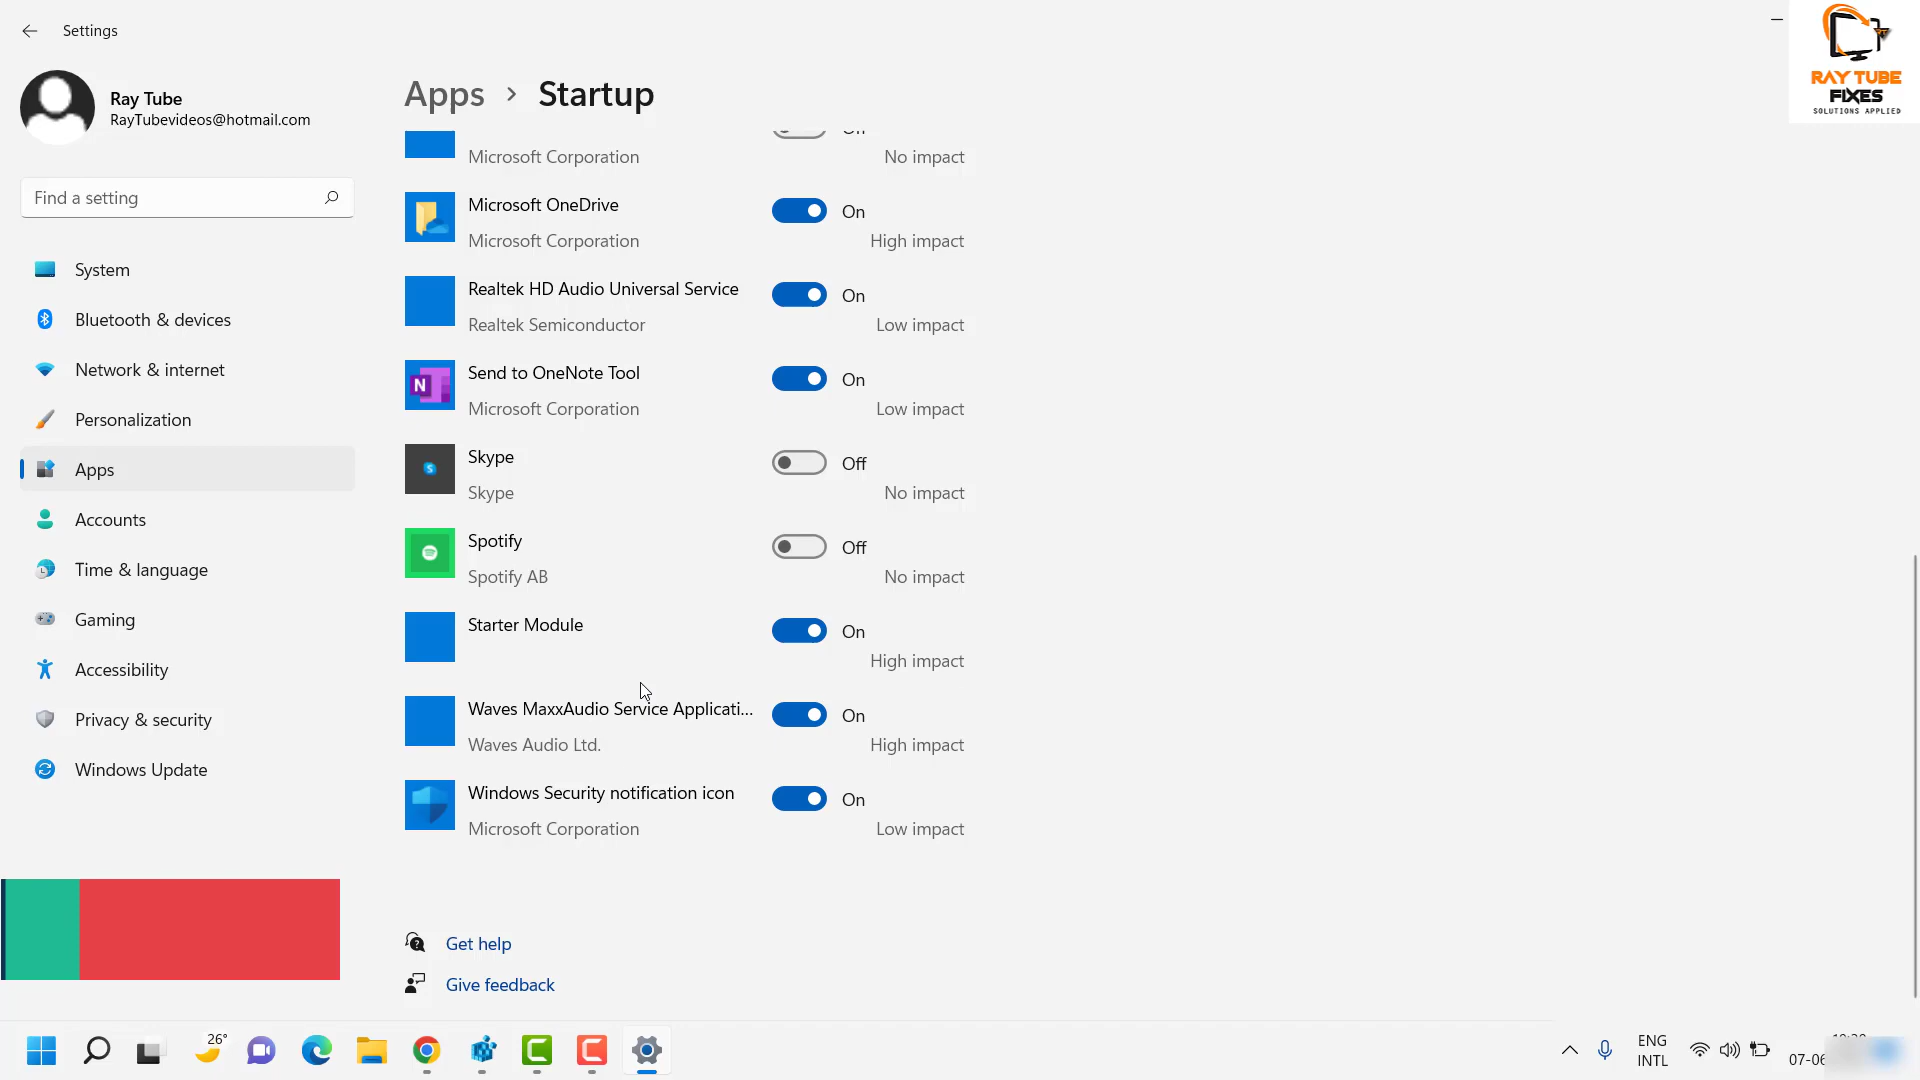 Settings
RAY TUBE
FIXES
SOLUTIONS APPLIED
Ray Tube
RayTubevideos@hotmail.com
Find a setting
System
Bluetooth & devices
Network & internet
Personalization
Apps
Accounts
Time & language
Gaming
Accessibility
Privacy & security
Windows Update
Apps > Startup
Microsoft Corporation No impact
Microsoft OneDrive On
Microsoft Corporation High impact
Realtek HD Audio Universal Service On
Realtek Semiconductor Low impact
Send to OneNote Tool On
Microsoft Corporation Low impact
Skype Off
Skype No impact
Spotify Off
Spotify AB No impact
Starter Module On
High impact
Waves MaxxAudio Service Applicati... On
Waves Audio Ltd. High impact
Windows Security notification icon On
Microsoft Corporation Low impact
Get help
Give feedback
26°
ENG
INTL
07-06